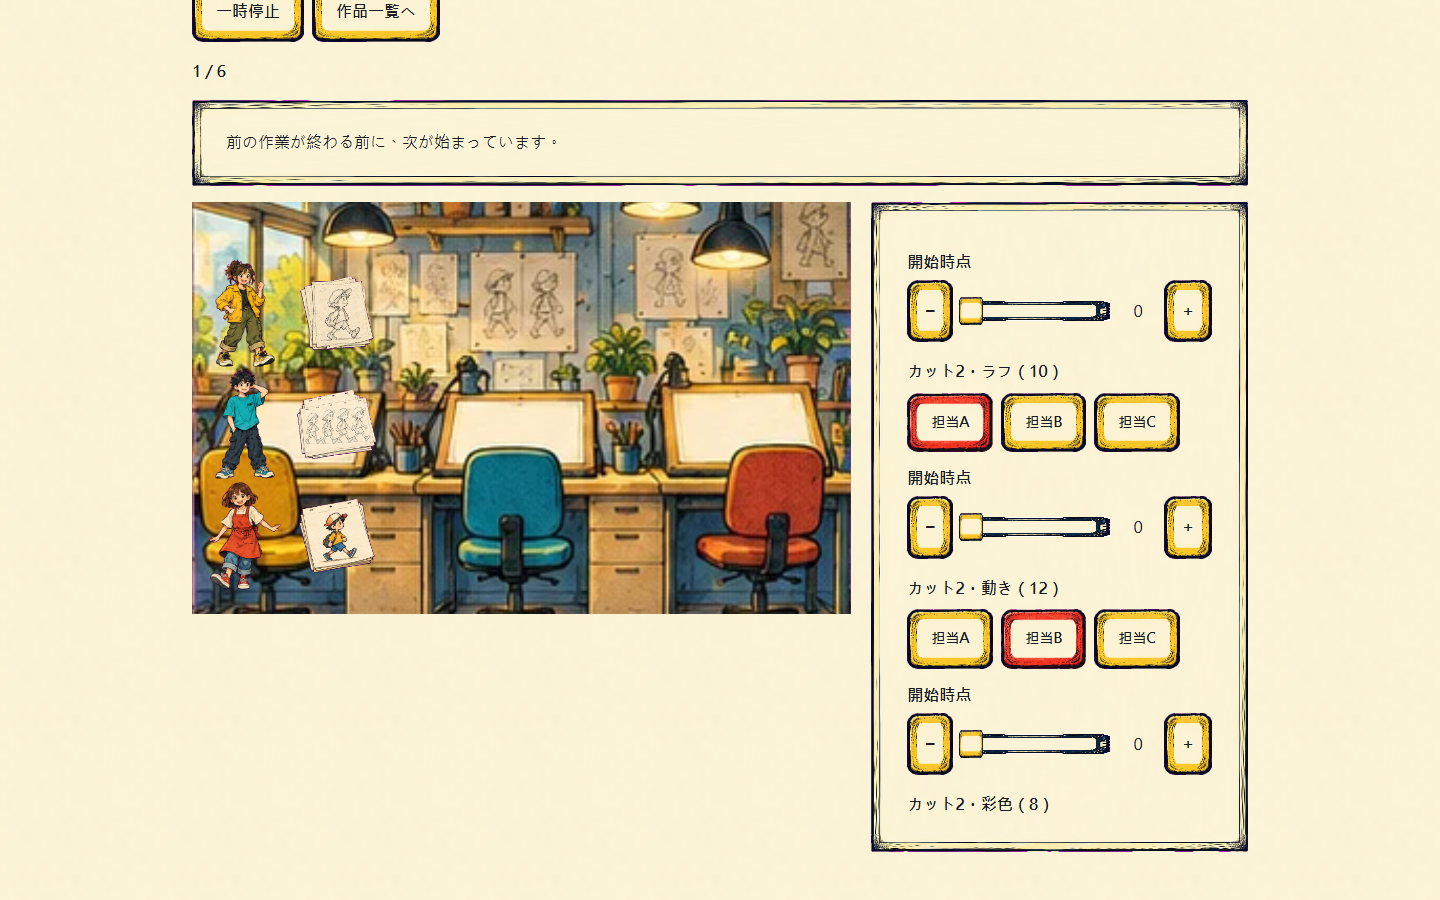 一時停止 作品一覧へ
1 / 6
前の作業が終わる前に、次が始まっています。
開始時点
− 0 +
カット2・ラフ ( 10 )
担当A 担当B 担当C
開始時点
− 0 +
カット2・動き ( 12 )
担当A 担当B 担当C
開始時点
− 0 +
カット2・彩色 ( 8 )